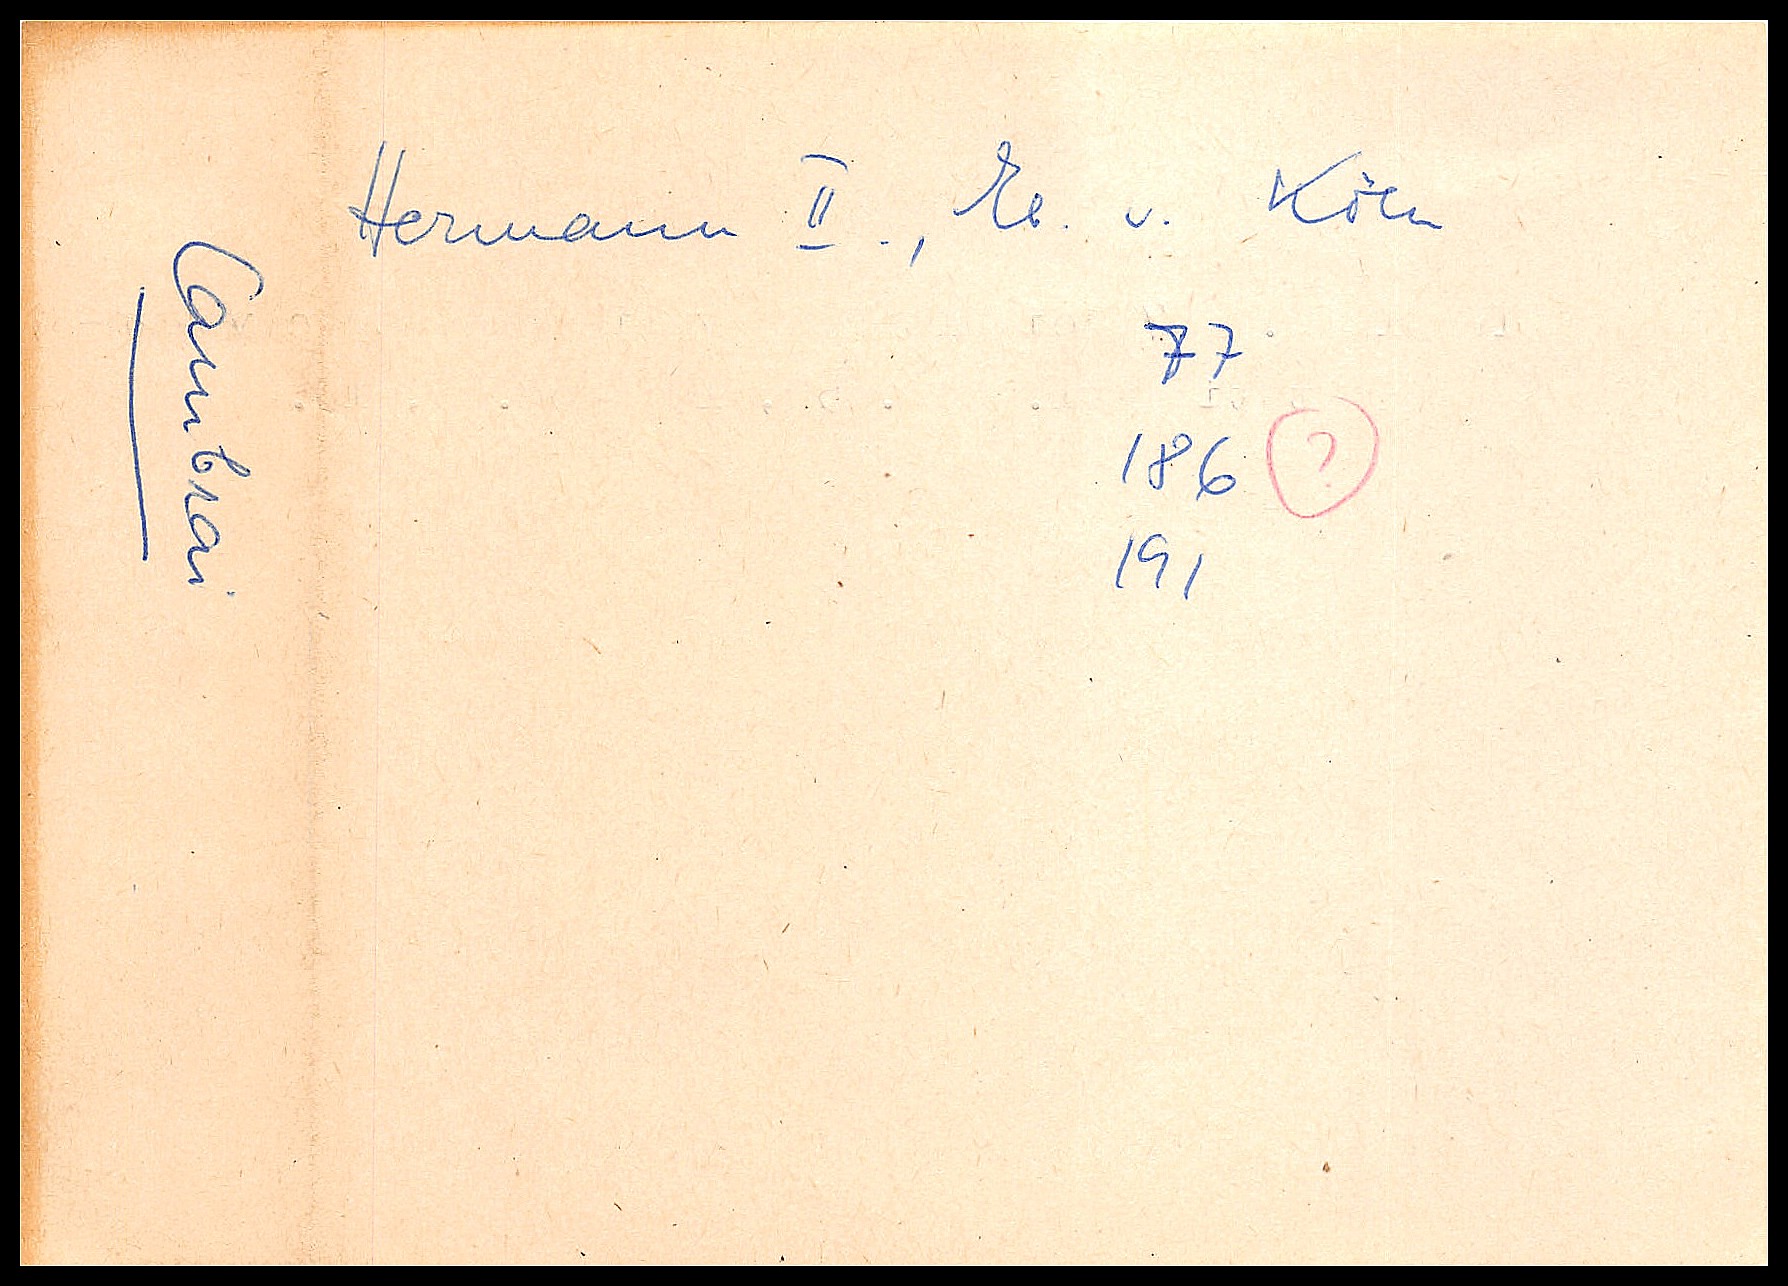 Hermann II., Eb. v. Köln
Cambrai
77
186 ?
191